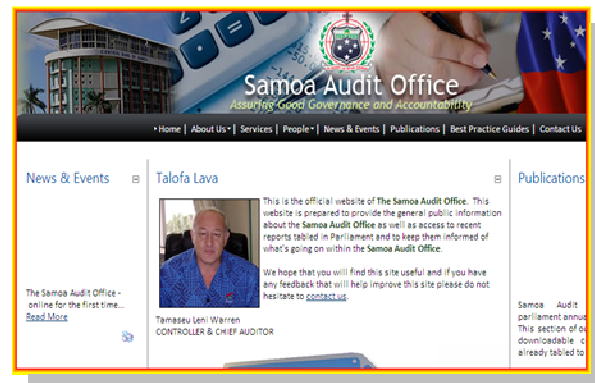 Samoa Audit Office
Assuring Good Governance and Accountability
Home | About Us | Services | People | News & Events | Publications | Best Practice Guides | Contact Us
News & Events
The Samoa Audit Office -
online for the first time...
Read More
Talofa Lava
This is the official website of The Samoa Audit Office. This
website is prepared to provide the general public information
about the Samoa Audit Office as well as access to recent
reports tabled in Parliament and to keep them informed of
what's going on within the Samoa Audit Office.
We hope that you will find this site useful and if you have
any feedback that will help improve this site please do not
hesitate to contact us.
Tamaseu Leni Warren
CONTROLLER & CHIEF AUDITOR
Publications
Samoa Audit
parliament annua
This section of ou
downloadable c
already tabled to